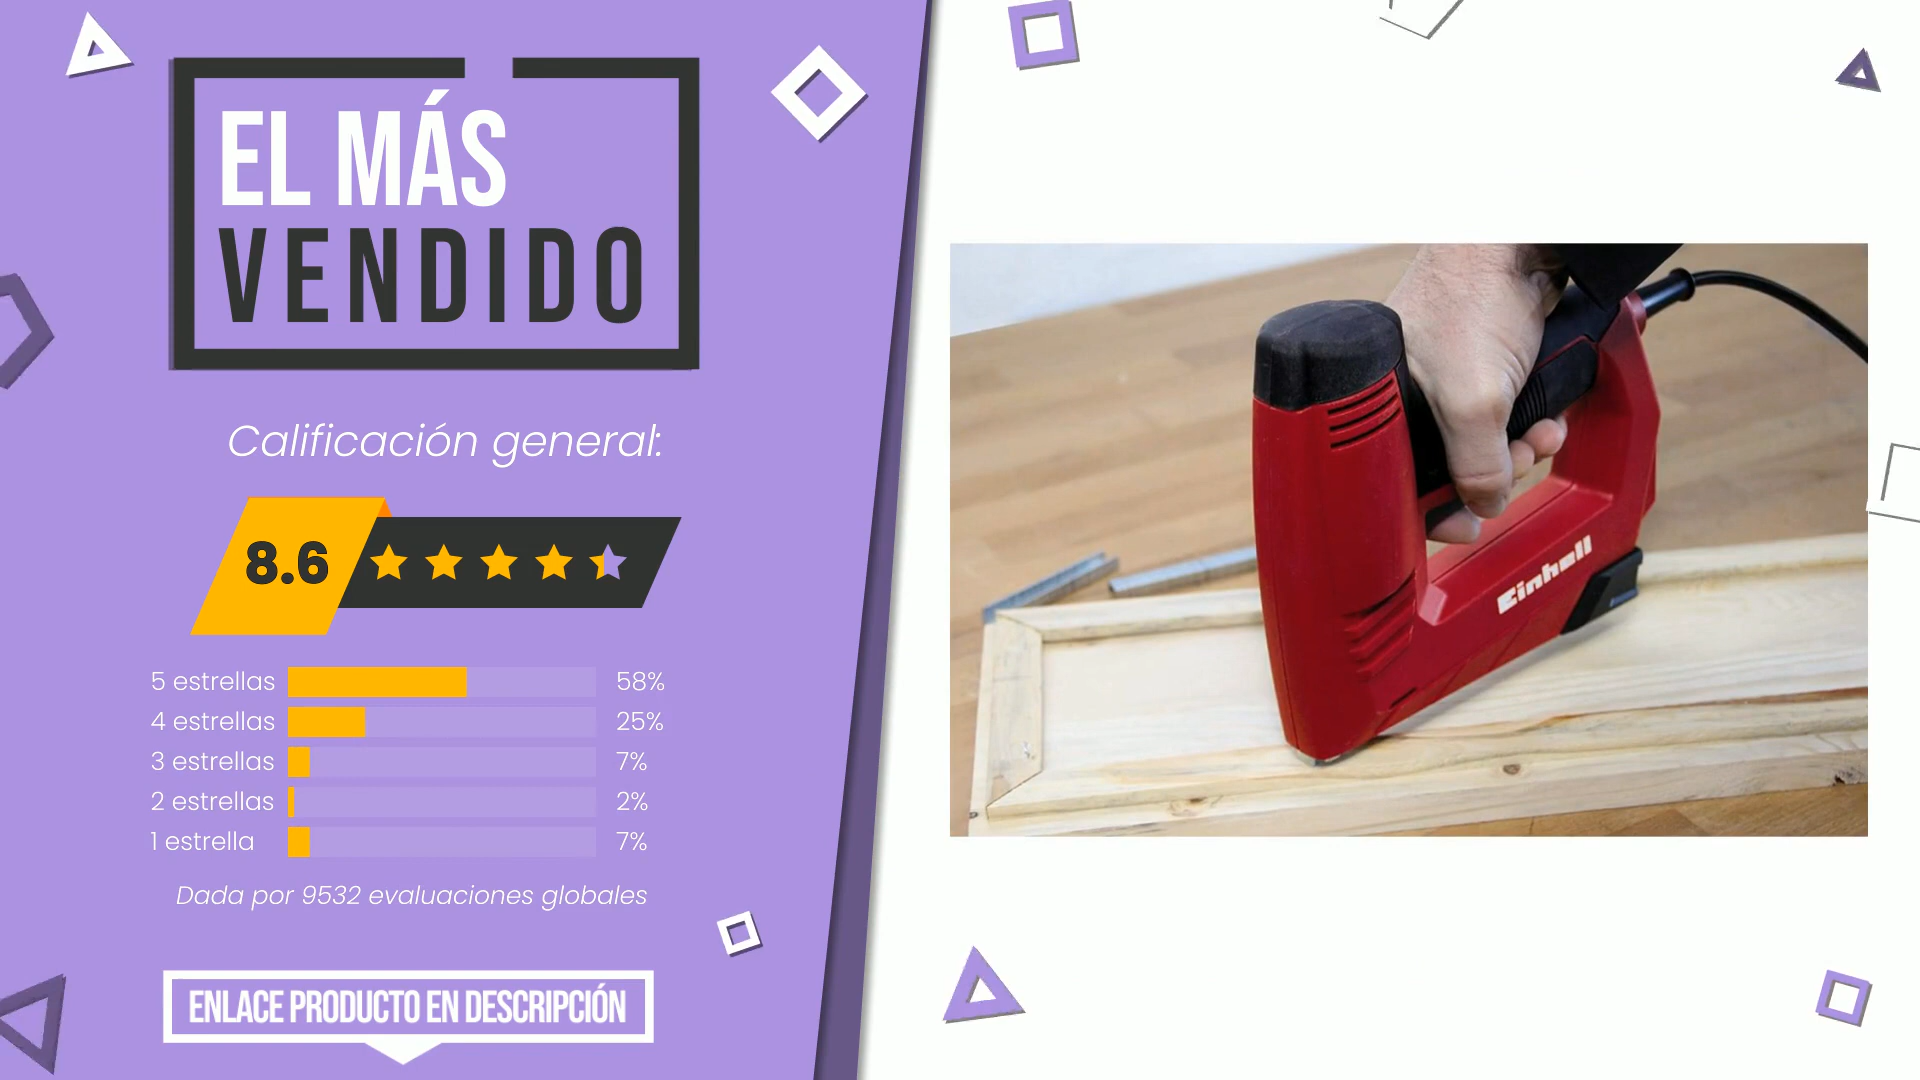 EL MÁS
VENDIDO
Calificación general:
8.6
5 estrellas 58%
4 estrellas 25%
3 estrellas 7%
2 estrellas 2%
1 estrella 7%
Dada por 9532 evaluaciones globales
ENLACE PRODUCTO EN DESCRIPCIÓN
Einhell